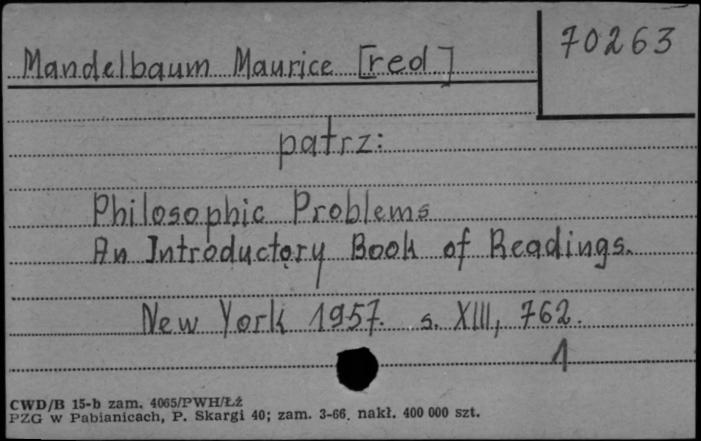 70263
Mandelbaum Maurice [red]
patrz:
Philosophic Problems
An Introductory Book of Readings.
New York 1957. s. XIII, 762.
1
CWD/B 15-b zam. 4065/PWH/Łź
PZG w Pabianicach, P. Skargi 40; zam. 3-66. nakł. 400 000 szt.